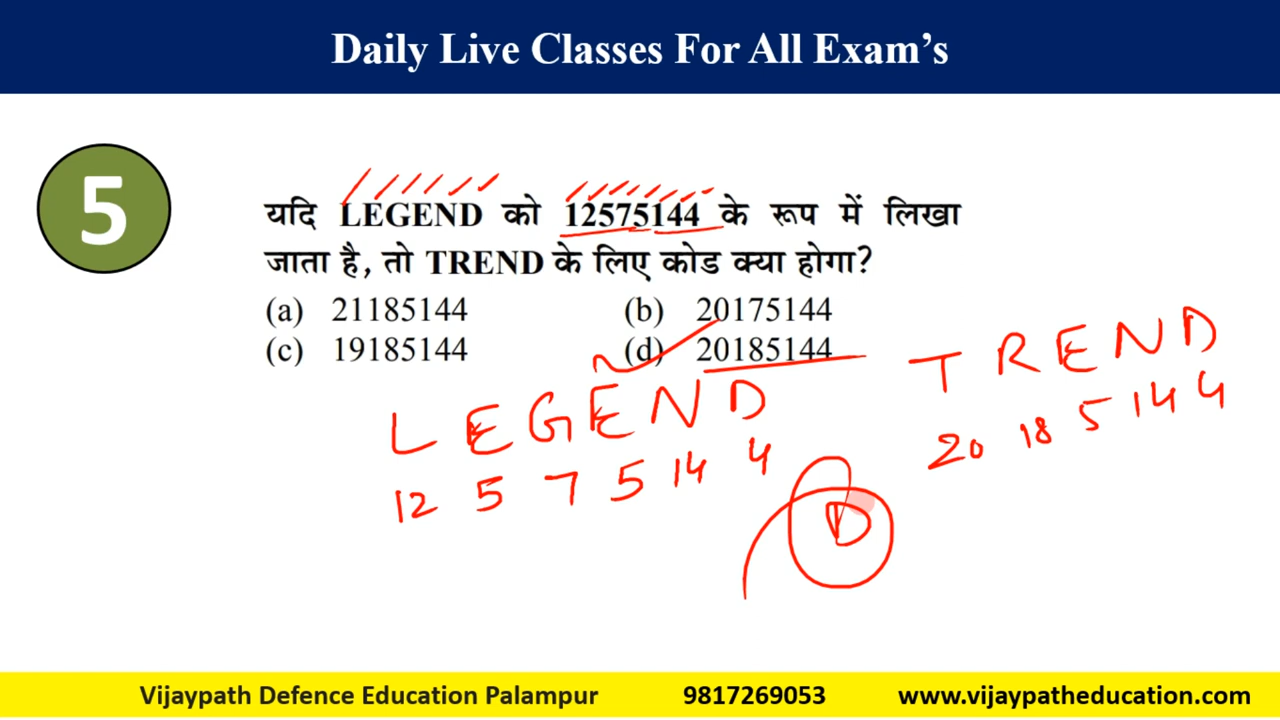 Daily Live Classes For All Exam's
5
यदि LEGEND को 12575144 के रूप में लिखा
जाता है, तो TREND के लिए कोड क्या होगा?
(a) 21185144 (b) 20175144
(c) 19185144 (d) 20185144
L E G E N D T R E N D
12 5 7 5 14 4 20 18 5 14 4
D
Vijaypath Defence Education Palampur 9817269053 www.vijaypatheducation.com